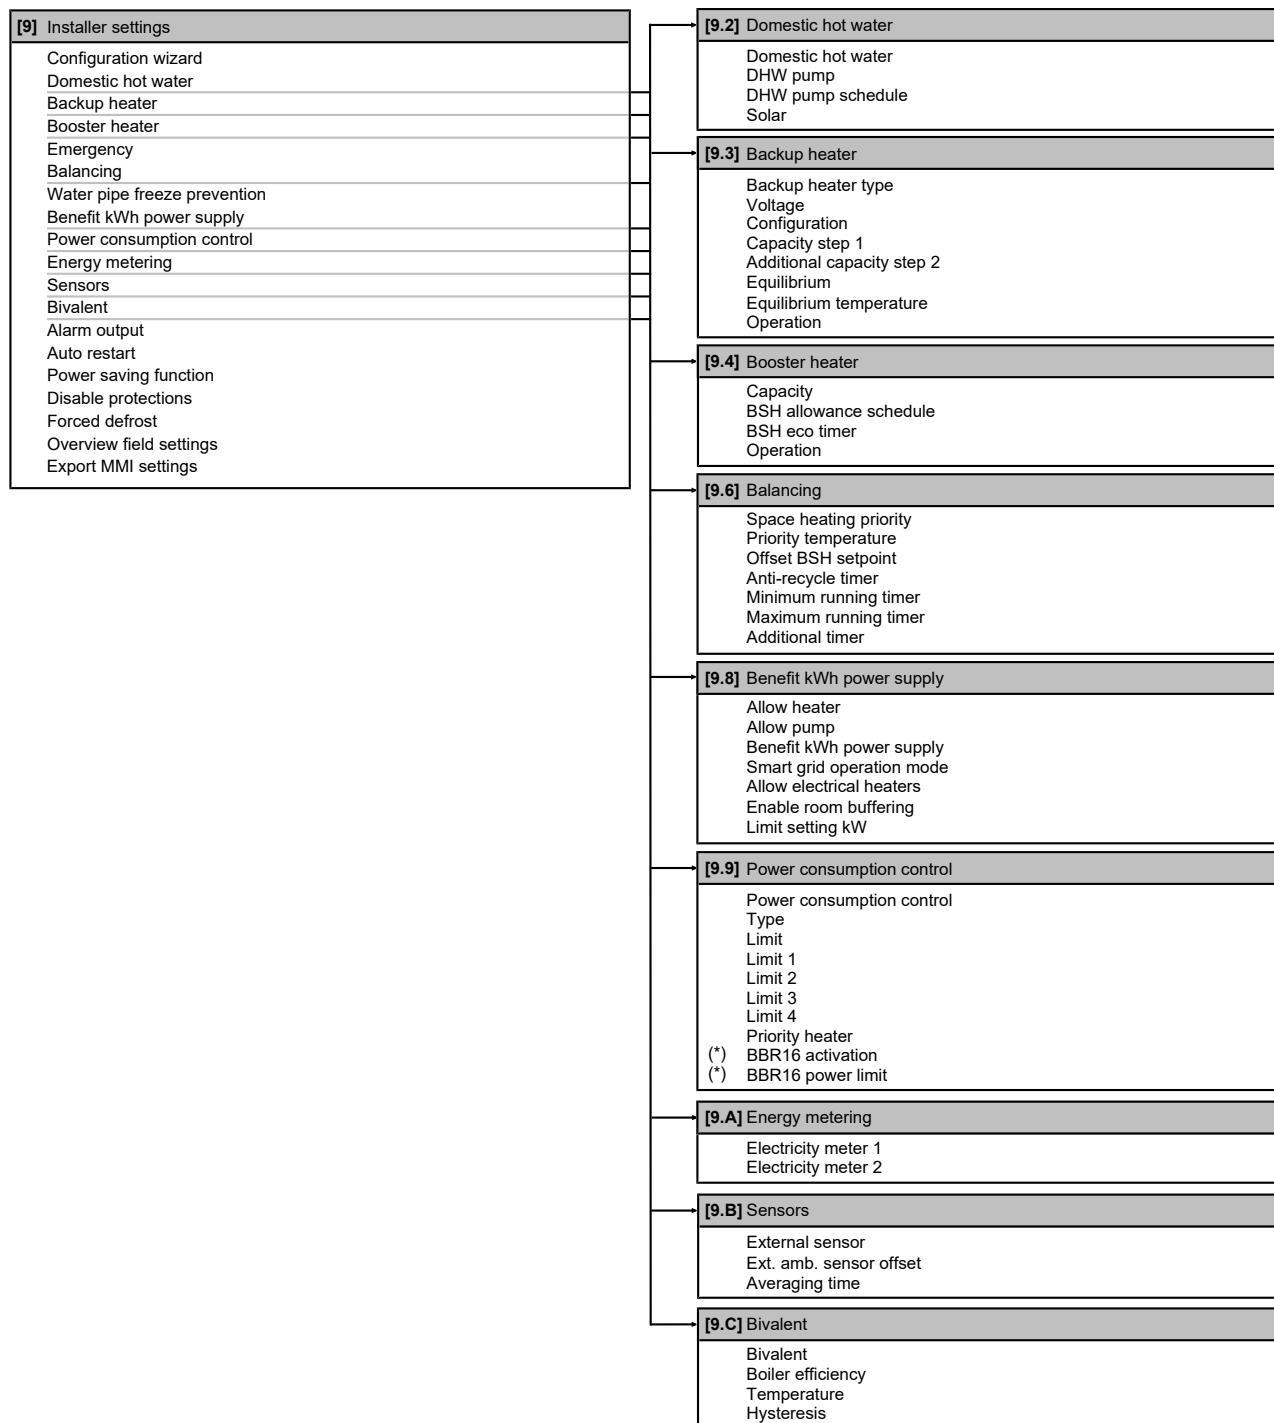 [9] Installer settings
Configuration wizard
Domestic hot water
Backup heater
Booster heater
Emergency
Balancing
Water pipe freeze prevention
Benefit kWh power supply
Power consumption control
Energy metering
Sensors
Bivalent
Alarm output
Auto restart
Power saving function
Disable protections
Forced defrost
Overview field settings
Export MMI settings
[9.2] Domestic hot water
Domestic hot water
DHW pump
DHW pump schedule
Solar
[9.3] Backup heater
Backup heater type
Voltage
Configuration
Capacity step 1
Additional capacity step 2
Equilibrium
Equilibrium temperature
Operation
[9.4] Booster heater
Capacity
BSH allowance schedule
BSH eco timer
Operation
[9.6] Balancing
Space heating priority
Priority temperature
Offset BSH setpoint
Anti-recycle timer
Minimum running timer
Maximum running timer
Additional timer
[9.8] Benefit kWh power supply
Allow heater
Allow pump
Benefit kWh power supply
Smart grid operation mode
Allow electrical heaters
Enable room buffering
Limit setting kW
[9.9] Power consumption control
Power consumption control
Type
Limit
Limit 1
Limit 2
Limit 3
Limit 4
Priority heater
(*) BBR16 activation
(*) BBR16 power limit
[9.A] Energy metering
Electricity meter 1
Electricity meter 2
[9.B] Sensors
External sensor
Ext. amb. sensor offset
Averaging time
[9.C] Bivalent
Bivalent
Boiler efficiency
Temperature
Hysteresis